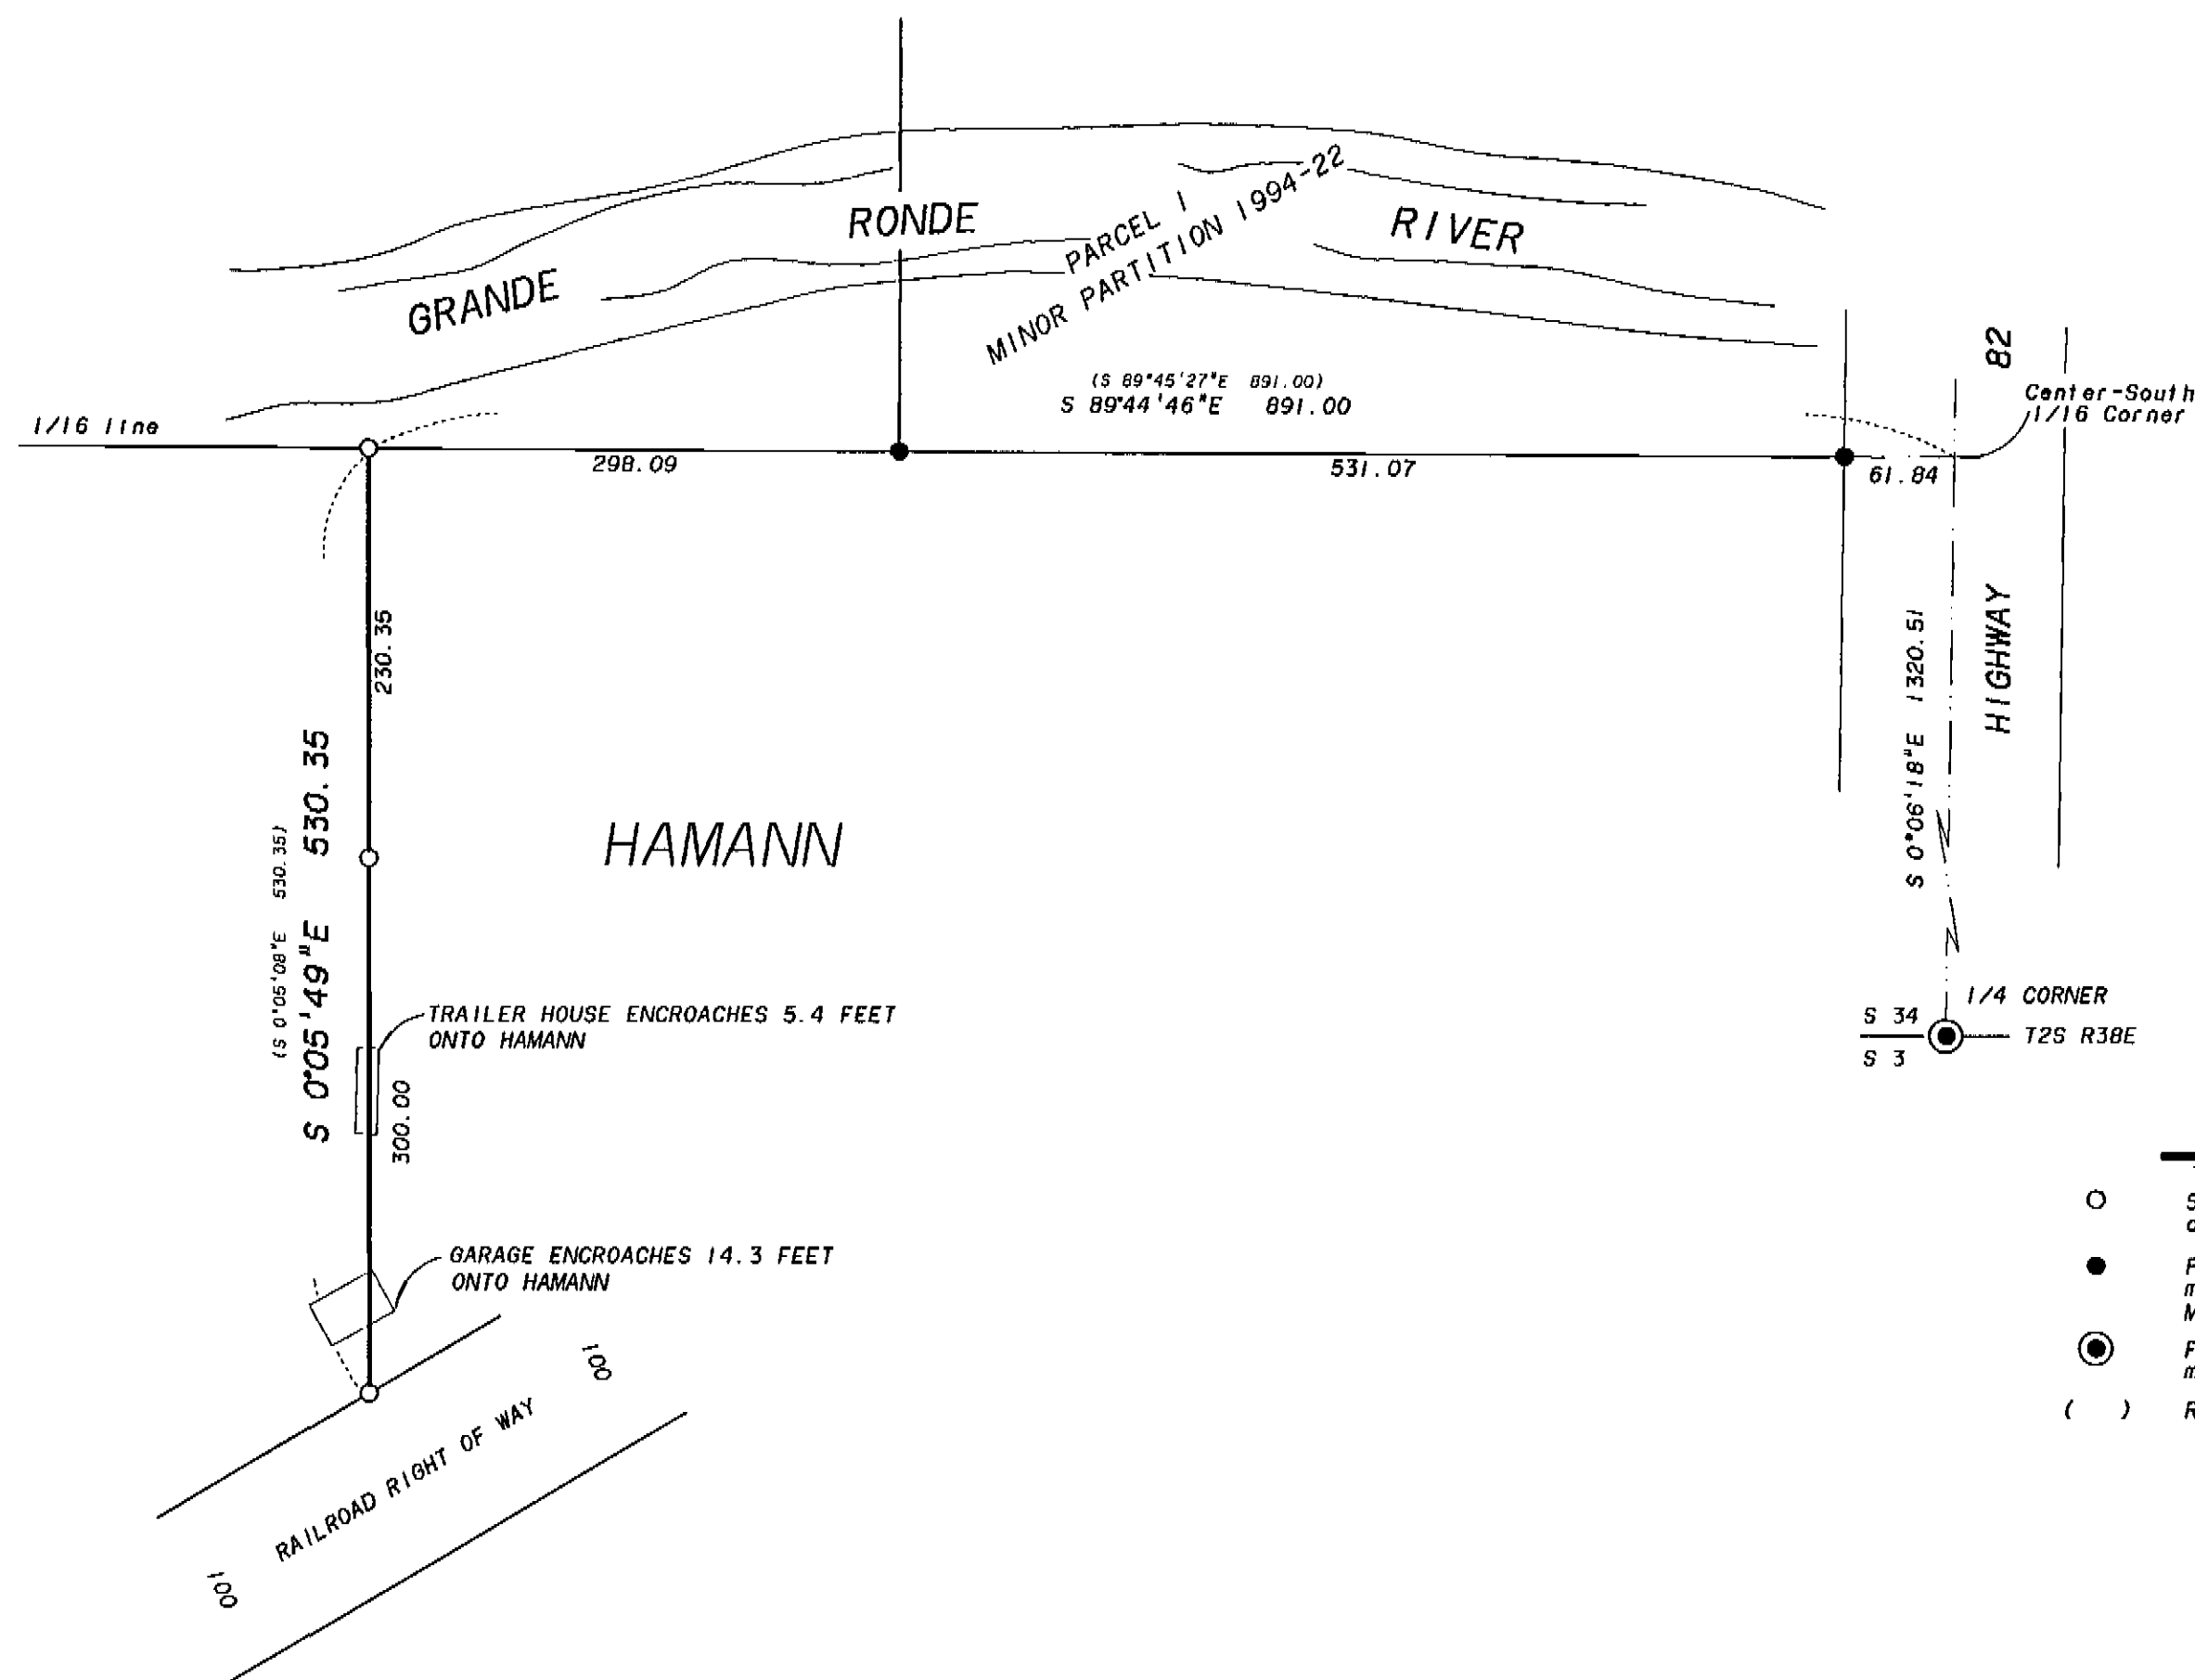 RONDE
RIVER
GRANDE
PARCEL 1
MINOR PARTITION 1994-22
82
(S 89°45'27"E 891.00)
S 89°44'46"E 891.00
Center-South
1/16 Corner
1/16 line
298.09
531.07
61.84
230.35
S 0°05'49"E 530.35
(S 0°05'08"E 530.35)
HAMANN
S 0°06'18"E 1320.51
HIGHWAY
TRAILER HOUSE ENCROACHES 5.4 FEET
ONTO HAMANN
300.00
1/4 CORNER
S 34
T2S R38E
S 3
GARAGE ENCROACHES 14.3 FEET
ONTO HAMANN
100
RAILROAD RIGHT OF WAY
100
( )